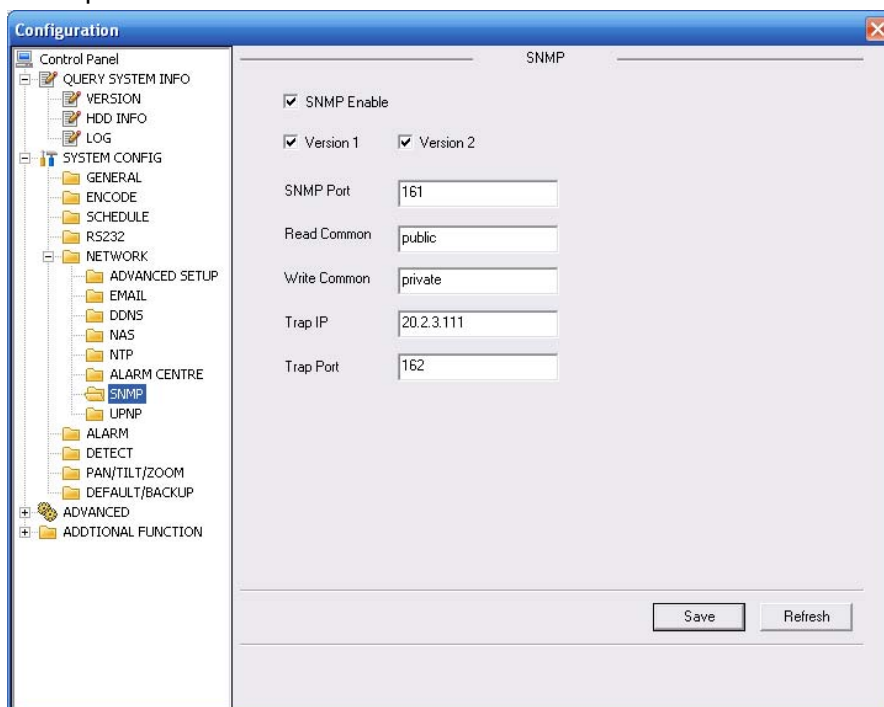 Configuration
Control Panel
QUERY SYSTEM INFO
VERSION
HDD INFO
LOG
SYSTEM CONFIG
GENERAL
ENCODE
SCHEDULE
RS232
NETWORK
ADVANCED SETUP
EMAIL
DDNS
NAS
NTP
ALARM CENTRE
SNMP
UPNP
ALARM
DETECT
PAN/TILT/ZOOM
DEFAULT/BACKUP
ADVANCED
ADDTIONAL FUNCTION
SNMP
SNMP Enable
Version 1 Version 2
SNMP Port 161
Read Common public
Write Common private
Trap IP 20.2.3.111
Trap Port 162
Save Refresh